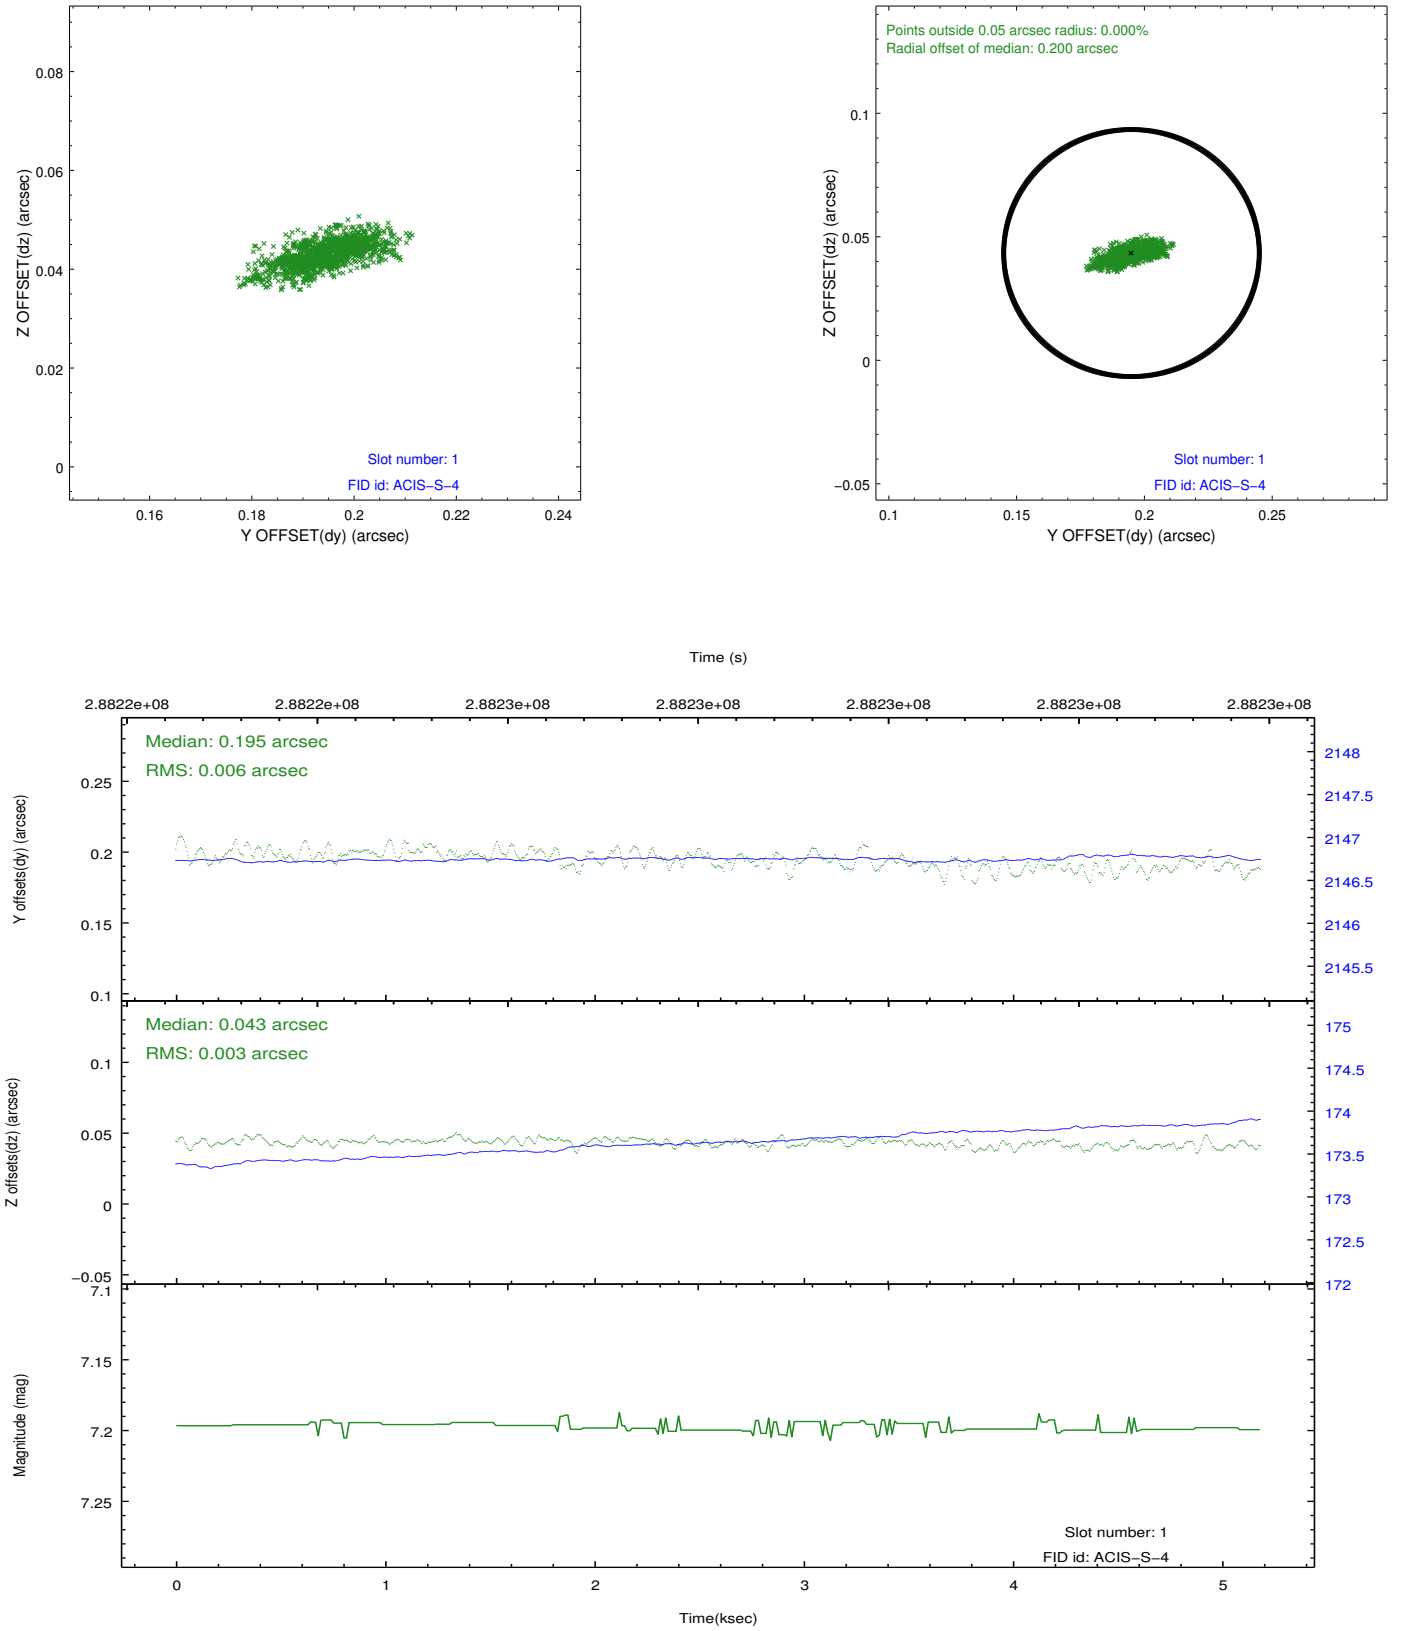 0.08
0.06
0.04
0.02
0
Z OFFSET(dz) (arcsec)
Slot number: 1
FID id: ACIS−S−4
0.16
0.18
0.2
0.22
0.24
Y OFFSET(dy) (arcsec)
Points outside 0.05 arcsec radius: 0.000%
Radial offset of median: 0.200 arcsec
0.1
0.05
0
−0.05
Z OFFSET(dz) (arcsec)
Slot number: 1
FID id: ACIS−S−4
0.1
0.15
0.2
0.25
Y OFFSET(dy) (arcsec)
Time (s)
2.8822e+08
2.8822e+08
2.8823e+08
2.8823e+08
2.8823e+08
2.8823e+08
2.8823e+08
Median: 0.195 arcsec
RMS: 0.006 arcsec
0.25
0.2
0.15
0.1
Y offsets(dy) (arcsec)
2148
2147.5
2147
2146.5
2146
2145.5
Median: 0.043 arcsec
RMS: 0.003 arcsec
0.1
0.05
0
−0.05
Z offsets(dz) (arcsec)
175
174.5
174
173.5
173
172.5
172
7.1
7.15
7.2
7.25
Magnitude (mag)
Slot number: 1
FID id: ACIS−S−4
0
1
2
3
4
5
Time(ksec)